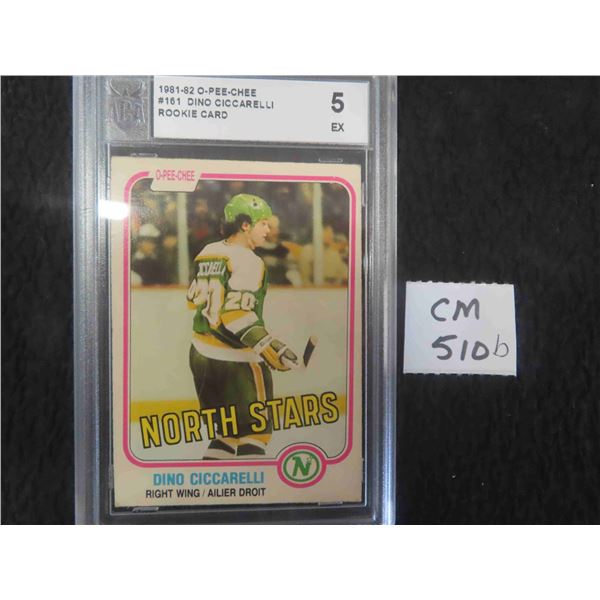 1981-82 O-PEE-CHEE
#161 DINO CICCARELLI
ROOKIE CARD
5
EX
O-PEE-CHEE
20
NORTH STARS
DINO CICCARELLI
RIGHT WING / AILIER DROIT
N
CM
510b